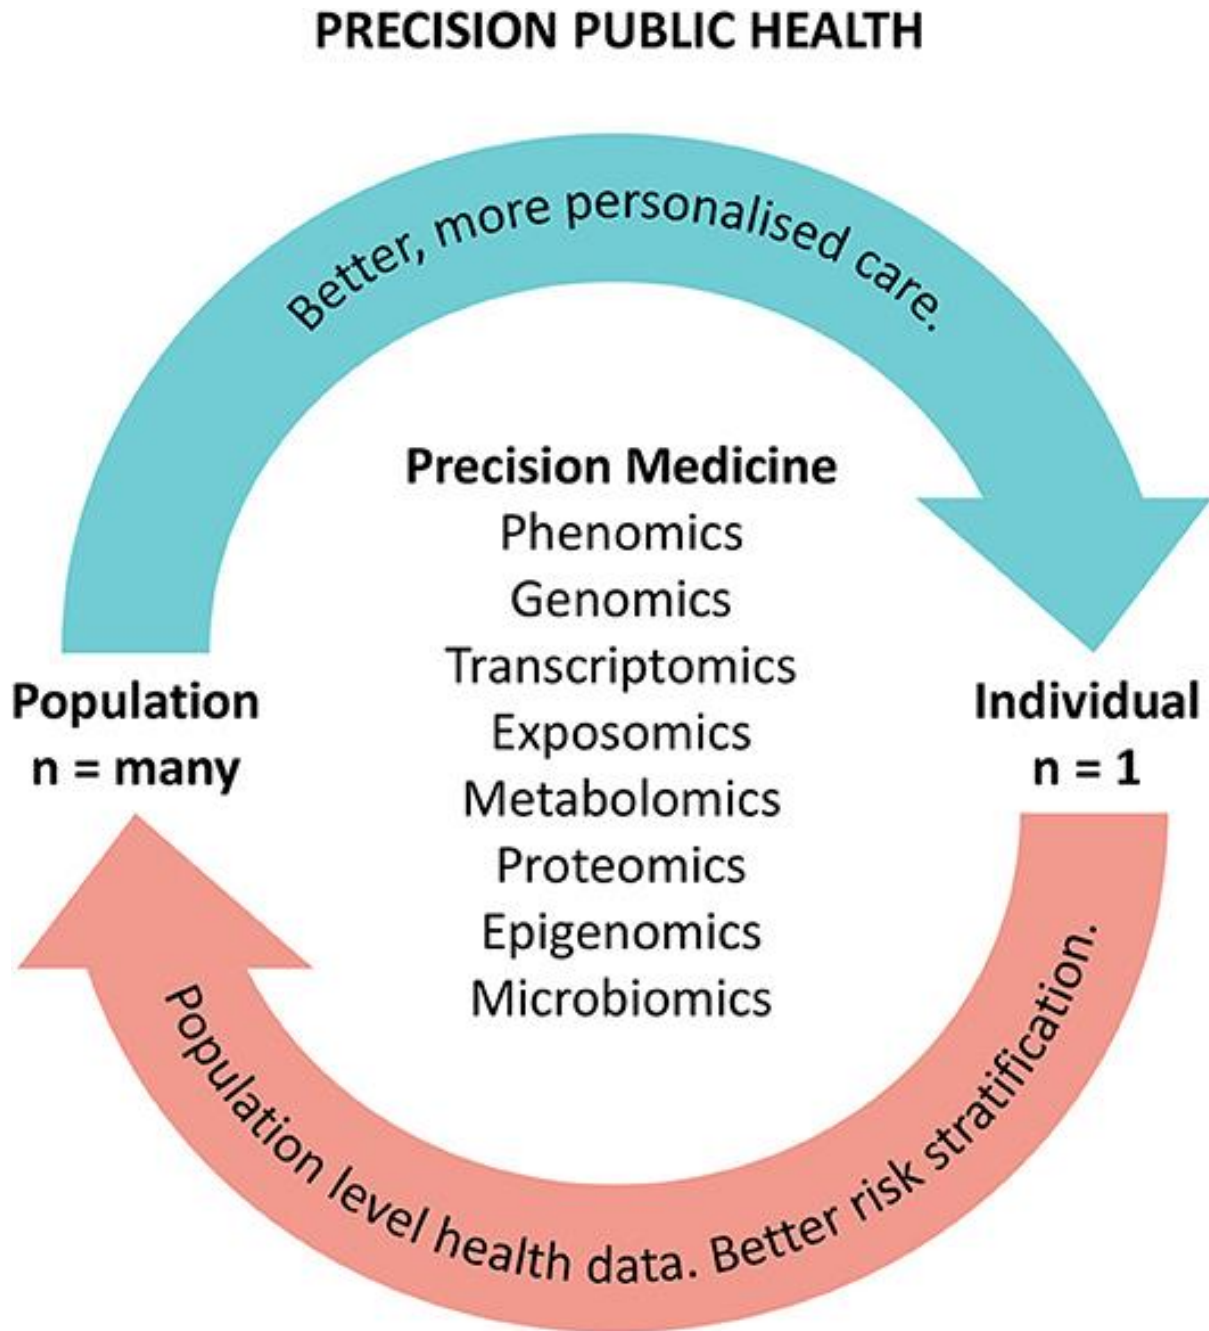 PRECISION PUBLIC HEALTH
Better, more personalised care.
Precision Medicine
Phenomics
Genomics
Transcriptomics
Exposomics
Metabolomics
Proteomics
Epigenomics
Microbiomics
Population
n = many
Individual
n = 1
Population level health data. Better risk stratification.